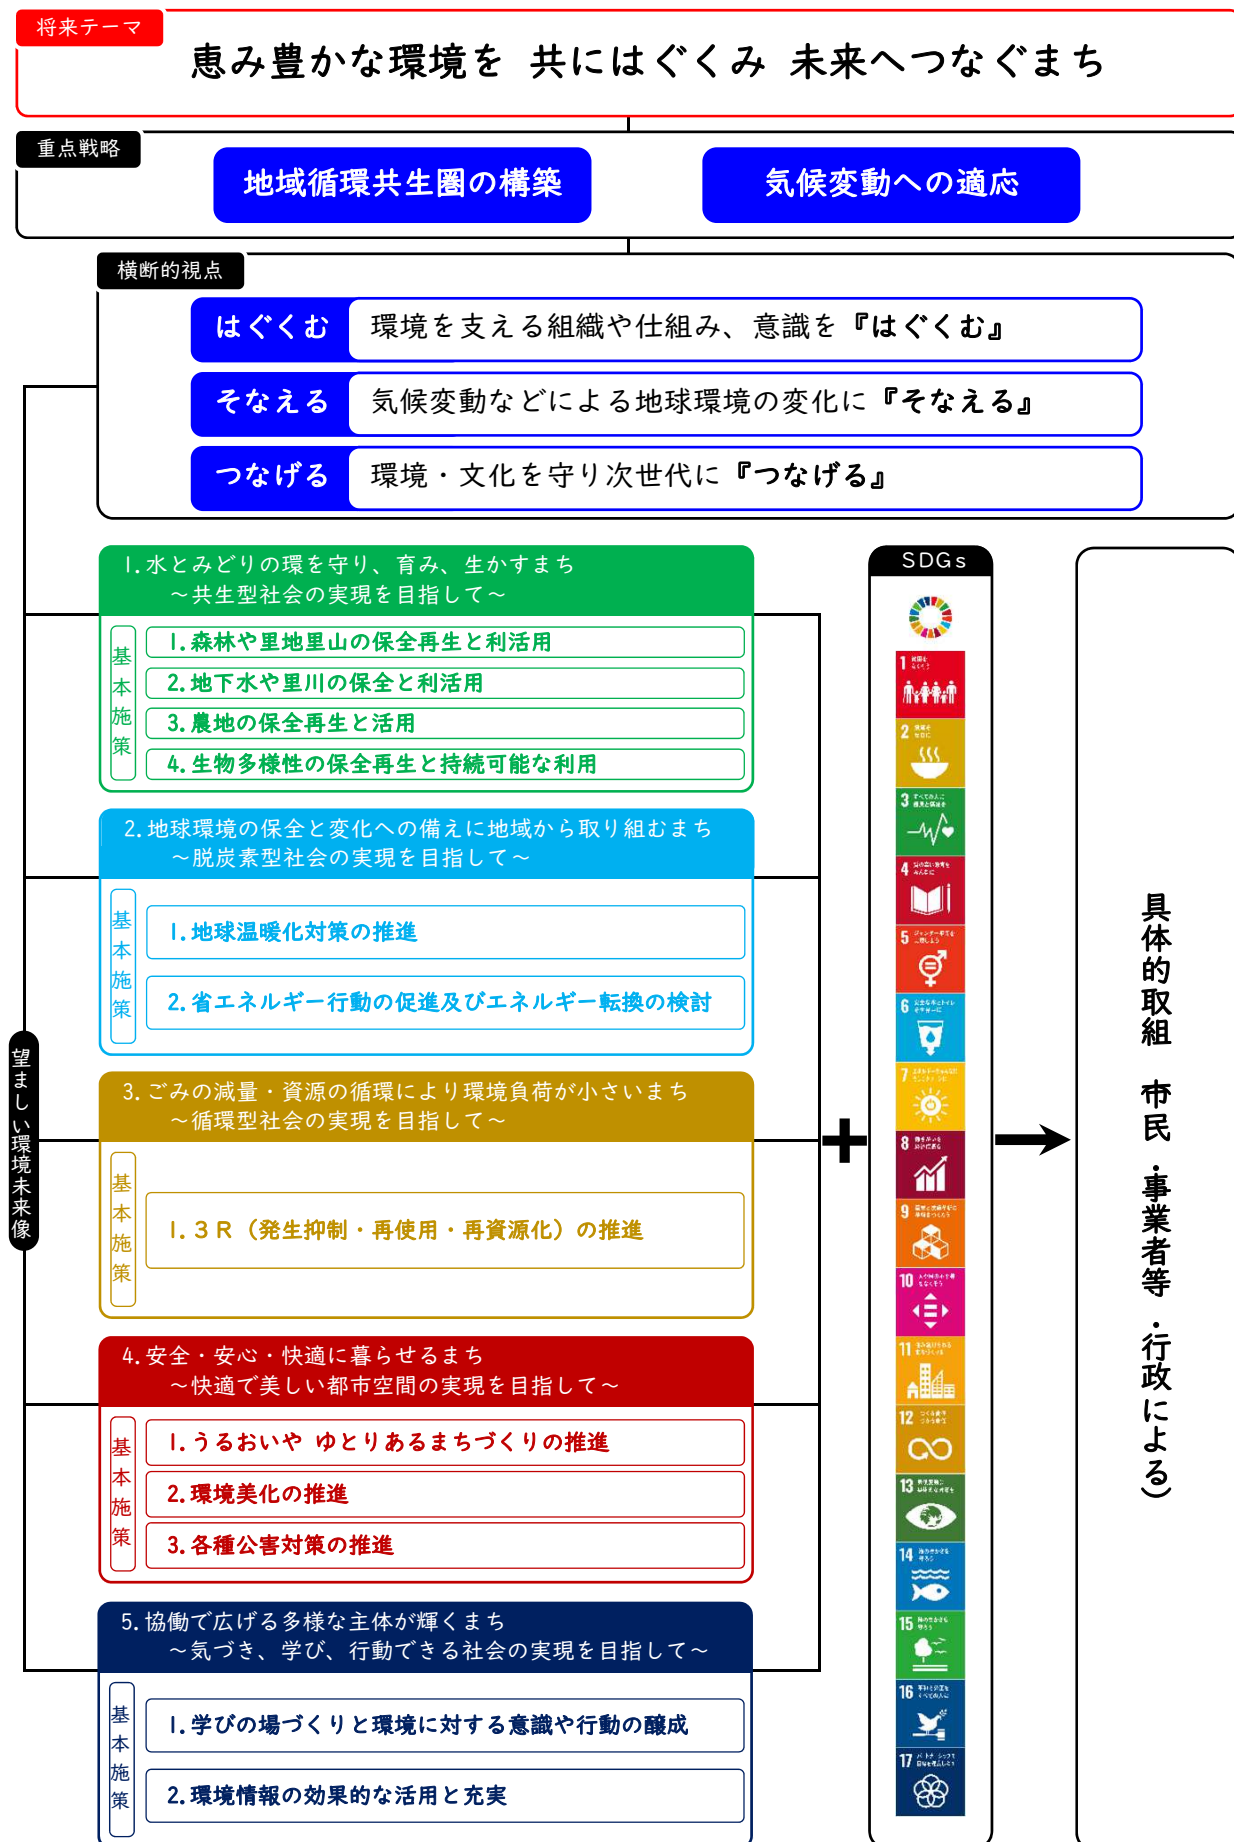 将来テーマ
恵み豊かな環境を 共にはぐくみ 未来へつなぐまち
重点戦略
地域循環共生圏の構築
気候変動への適応
横断的視点
はぐくむ
環境を支える組織や仕組み、意識を『はぐくむ』
そなえる
気候変動などによる地球環境の変化に『そなえる』
つなげる
環境・文化を守り次世代に『つなげる』
望ましい環境未来像
1.水とみどりの環を守り、育み、生かすまち
～共生型社会の実現を目指して～
基本施策
1.森林や里地里山の保全再生と利活用
2.地下水や里川の保全と利活用
3.農地の保全再生と活用
4.生物多様性の保全再生と持続可能な利用
2.地球環境の保全と変化への備えに地域から取り組むまち
～脱炭素型社会の実現を目指して～
基本施策
1.地球温暖化対策の推進
2.省エネルギー行動の促進及びエネルギー転換の検討
3.ごみの減量・資源の循環により環境負荷が小さいまち
～循環型社会の実現を目指して～
基本施策
1.３Ｒ（発生抑制・再使用・再資源化）の推進
4.安全・安心・快適に暮らせるまち
～快適で美しい都市空間の実現を目指して～
基本施策
1.うるおいや ゆとりあるまちづくりの推進
2.環境美化の推進
3.各種公害対策の推進
5.協働で広げる多様な主体が輝くまち
～気づき、学び、行動できる社会の実現を目指して～
基本施策
1.学びの場づくりと環境に対する意識や行動の醸成
2.環境情報の効果的な活用と充実
+
SDGs
1
2
3 すべての人に
4
5
6
7
8
9
10
11
12 つくる責任
つかう責任
13
14
15
16
17
具体的取組 市民・事業者等・行政による）